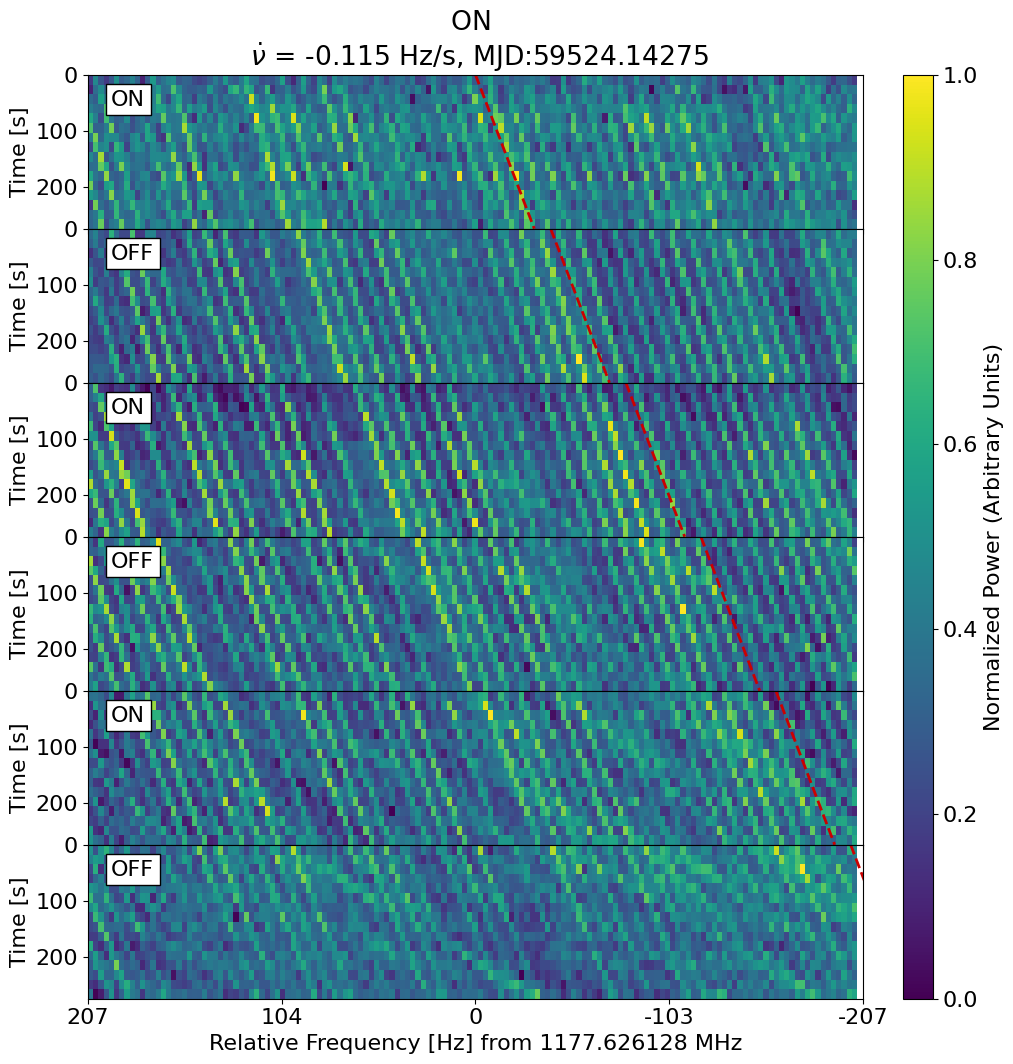 ON
ν̇ = -0.115 Hz/s, MJD:59524.14275
0
100
200
Time [s]
ON
0
100
200
Time [s]
OFF
0
100
200
Time [s]
ON
0
100
200
Time [s]
OFF
0
100
200
Time [s]
ON
0
100
200
Time [s]
OFF
207 104 0 -103 -207
Relative Frequency [Hz] from 1177.626128 MHz
1.0
0.8
0.6
0.4
0.2
0.0
Normalized Power (Arbitrary Units)